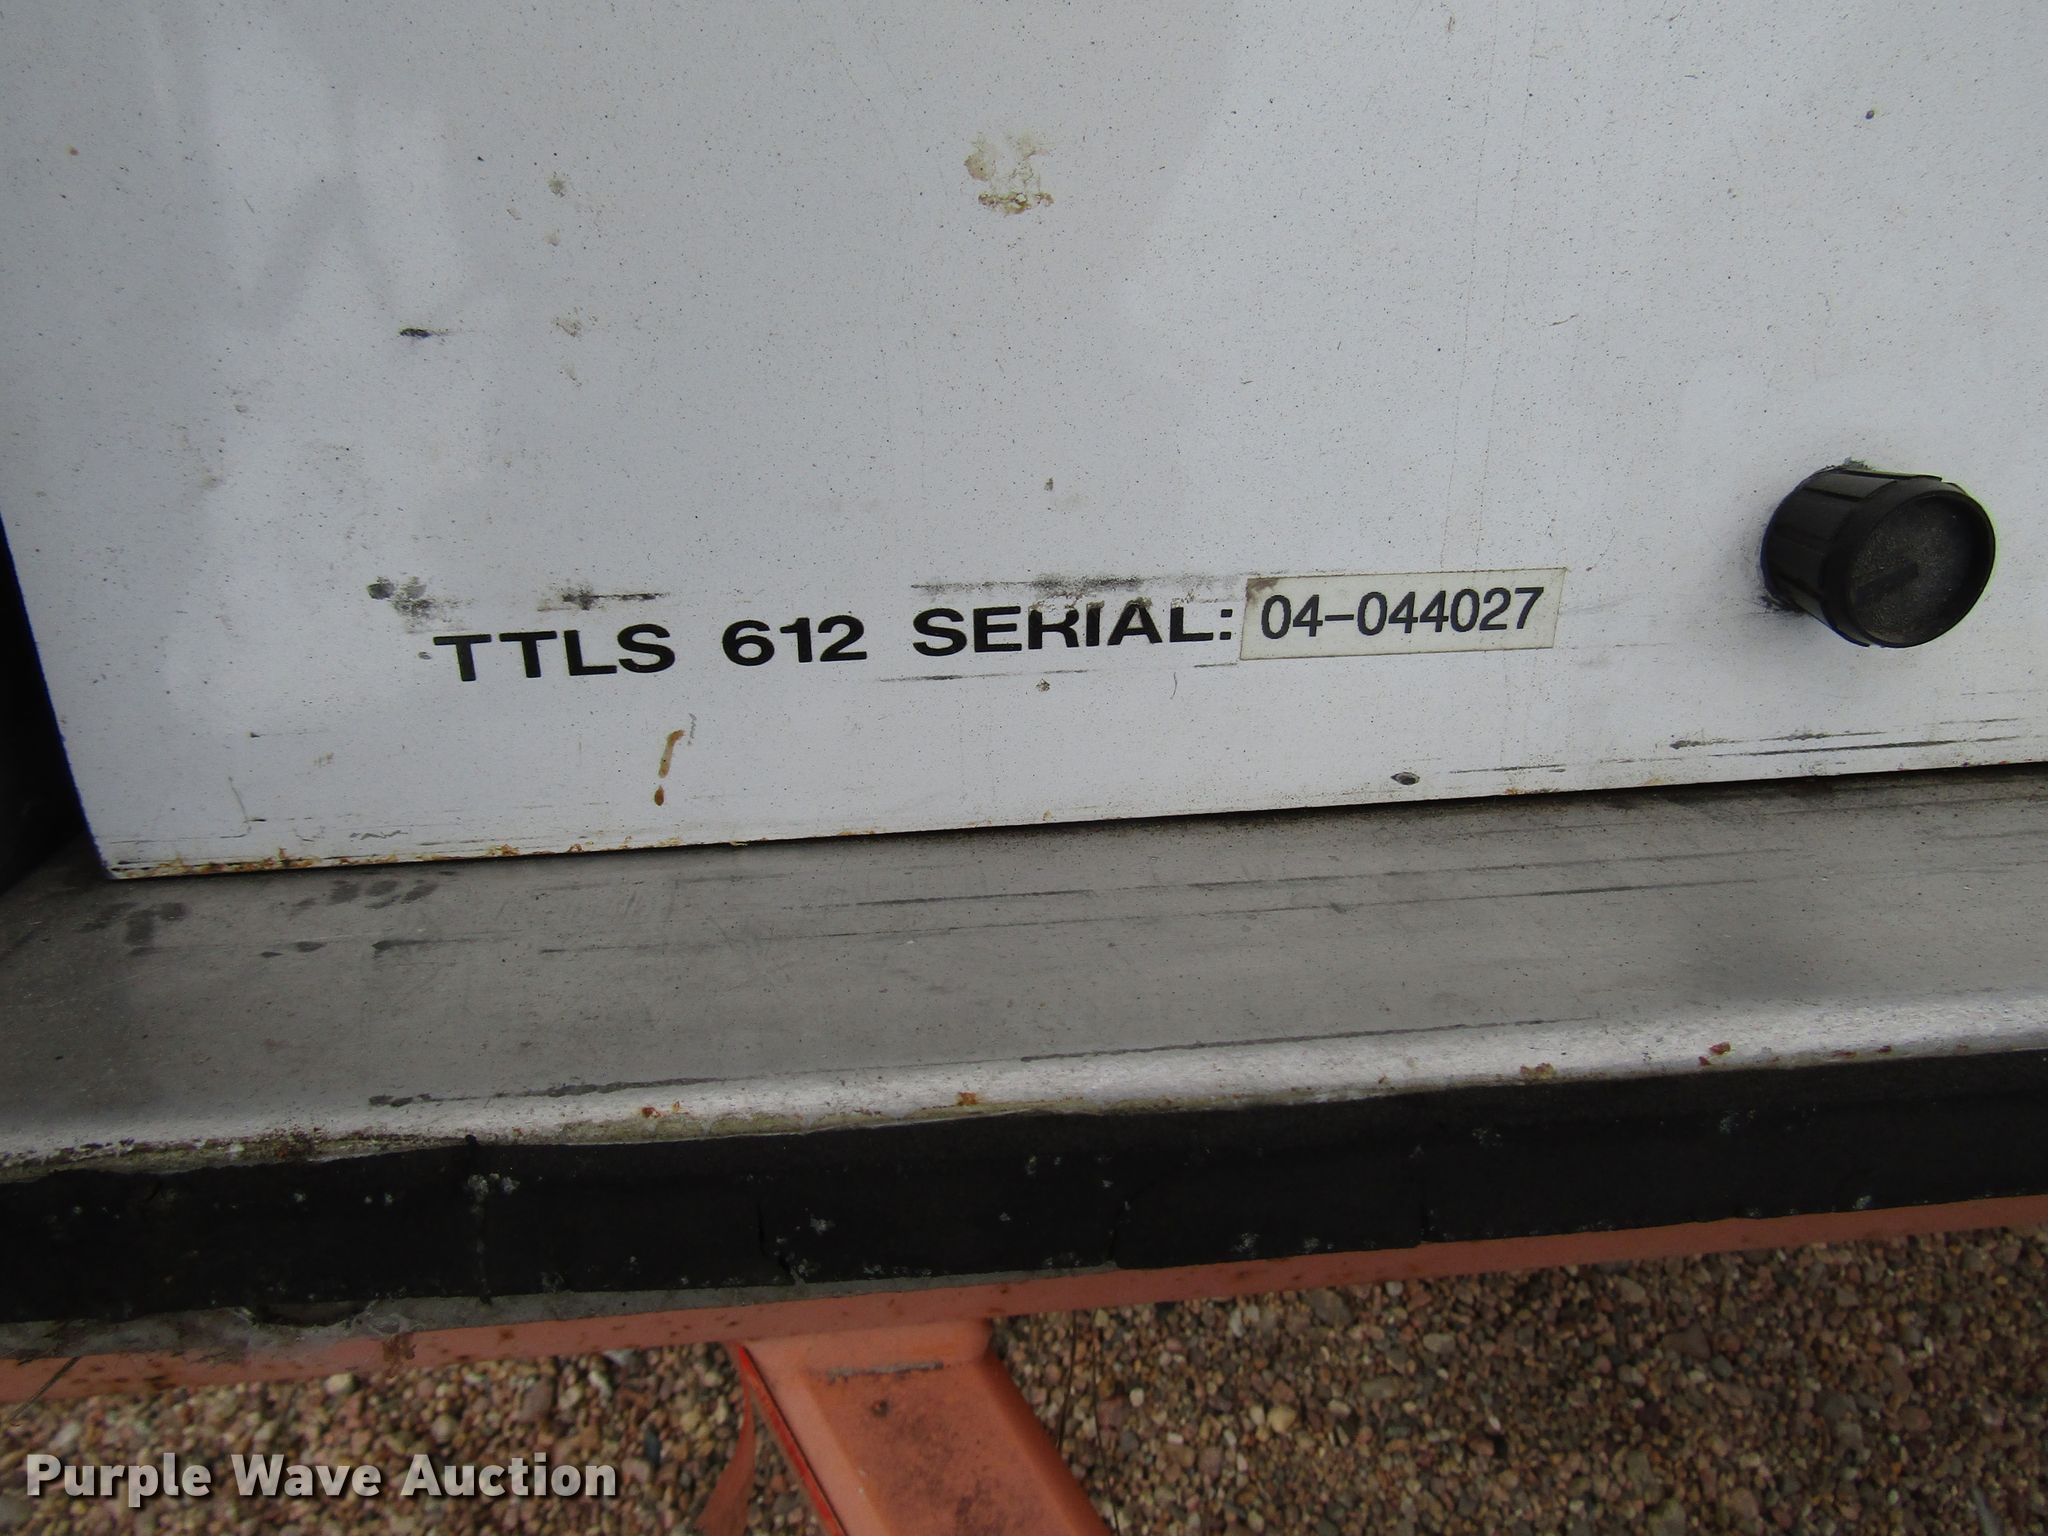 TTLS 612 SERIAL: 04-044027
Purple Wave Auction